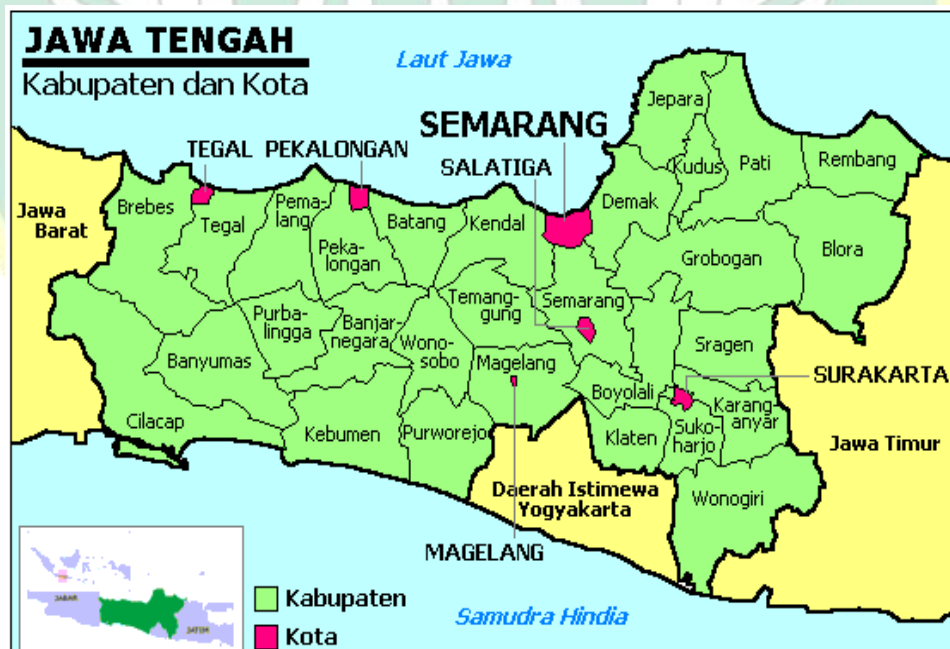 JAWA TENGAH
Kabupaten dan Kota
Laut Jawa
Jepara
SEMARANG
TEGAL
PEKALONGAN
SALATIGA
Kudus
Pati
Rembang
Jawa
Barat
Brebes
Tegal
Pema-
lang
Batang
Kendal
Demak
Peka-
longan
Grobogan
Blora
Temang-
gung
Semarang
Purba-
lingga
Banjar-
negara
Wono-
sobo
Sragen
Banyumas
Magelang
SURAKARTA
Boyolali
Karang-
anyar
Cilacap
Kebumen
Purworejo
Klaten
Suko-
harjo
Jawa Timur
Daerah Istimewa
Yogyakarta
Wonogiri
MAGELANG
JABAR
JATIM
Kabupaten
Kota
Samudra Hindia